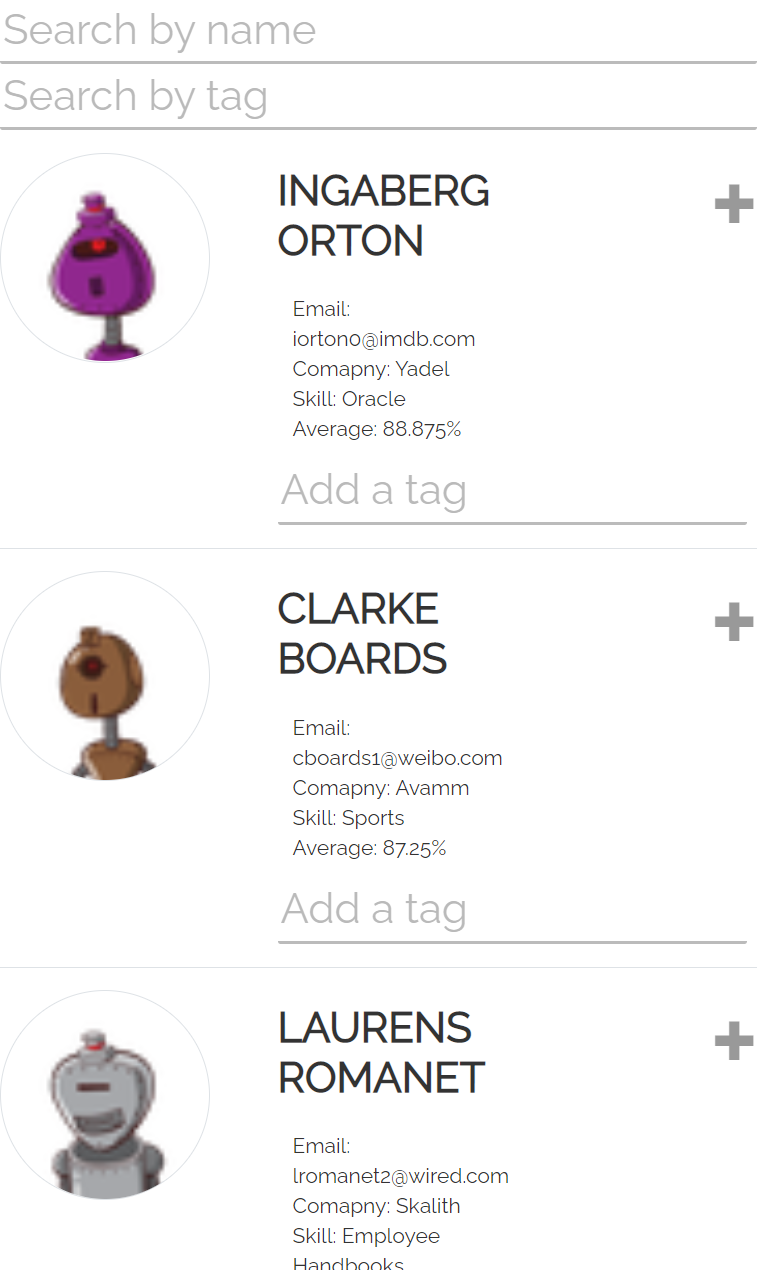 Search by name
Search by tag
INGABERG
ORTON
Email:
iorton0@imdb.com
Comapny: Yadel
Skill: Oracle
Average: 88.875%
Add a tag
CLARKE
BOARDS
Email:
cboards1@weibo.com
Comapny: Avamm
Skill: Sports
Average: 87.25%
Add a tag
LAURENS
ROMANET
Email:
lromanet2@wired.com
Comapny: Skalith
Skill: Employee
Handbooks